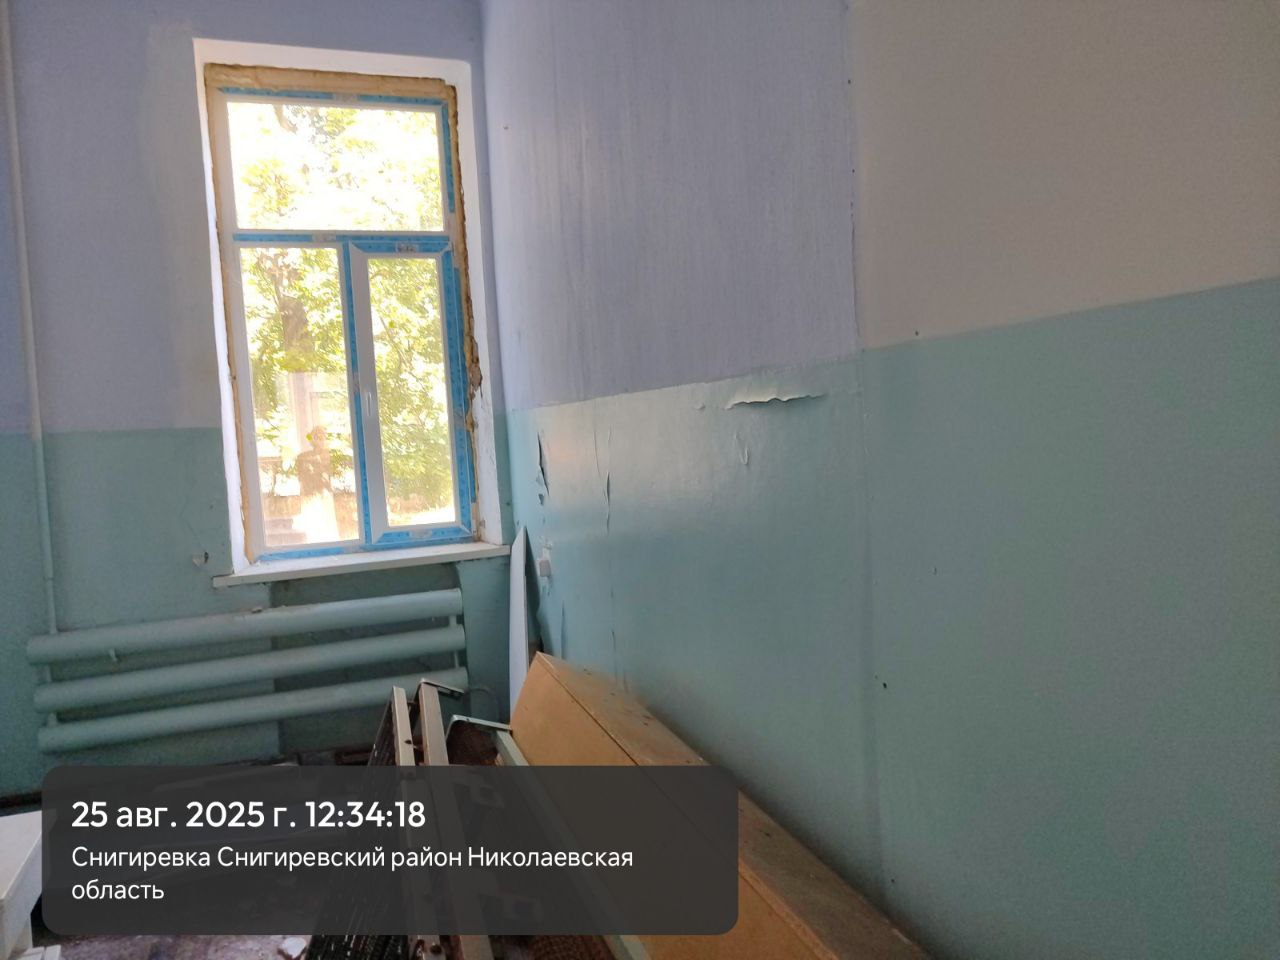 25 авг. 2025 г. 12:34:18
Снигиревка Снигиревский район Николаевская
область